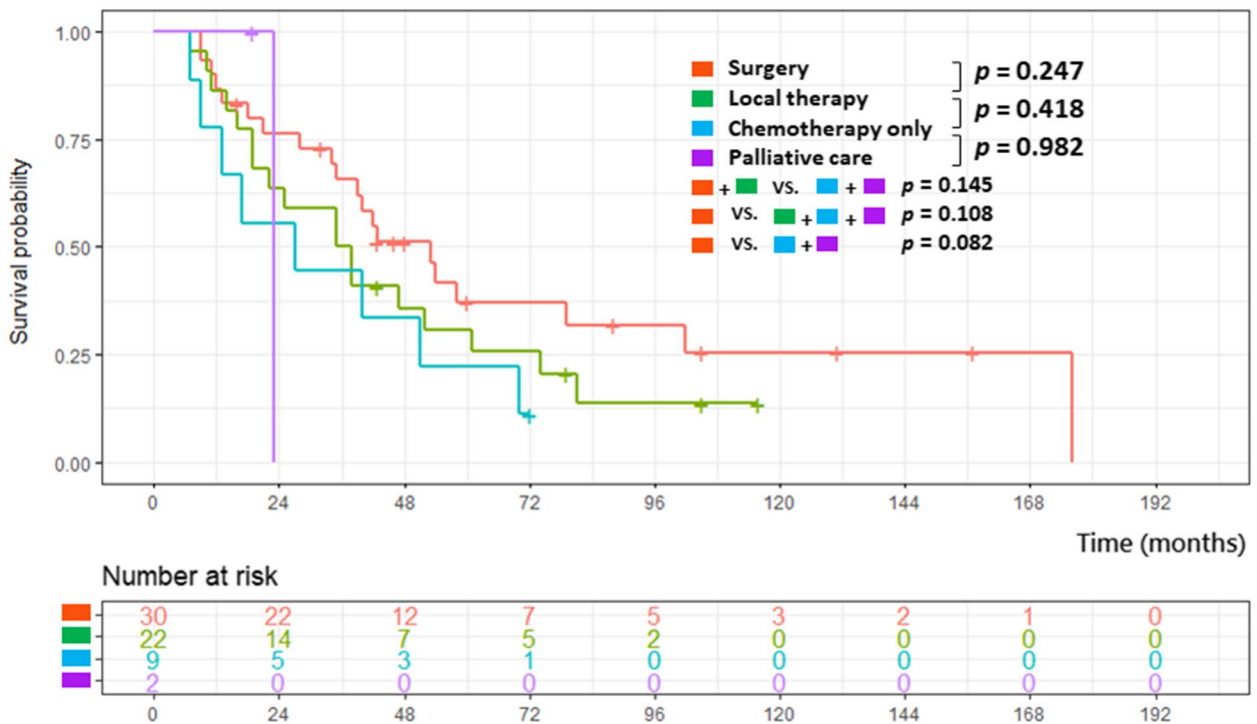 Survival probability
1.00
0.75
0.50
0.25
0.00
Surgery
Local therapy
Chemotherapy only
Palliative care
p = 0.247
p = 0.418
p = 0.982
+ vs. + p = 0.145
vs. + + p = 0.108
vs. + p = 0.082
0 24 48 72 96 120 144 168 192
Time (months)
Number at risk
30 22 12 7 5 3 2 1 0
22 14 7 5 2 0 0 0 0
9 5 3 1 0 0 0 0 0
2 0 0 0 0 0 0 0 0
0 24 48 72 96 120 144 168 192